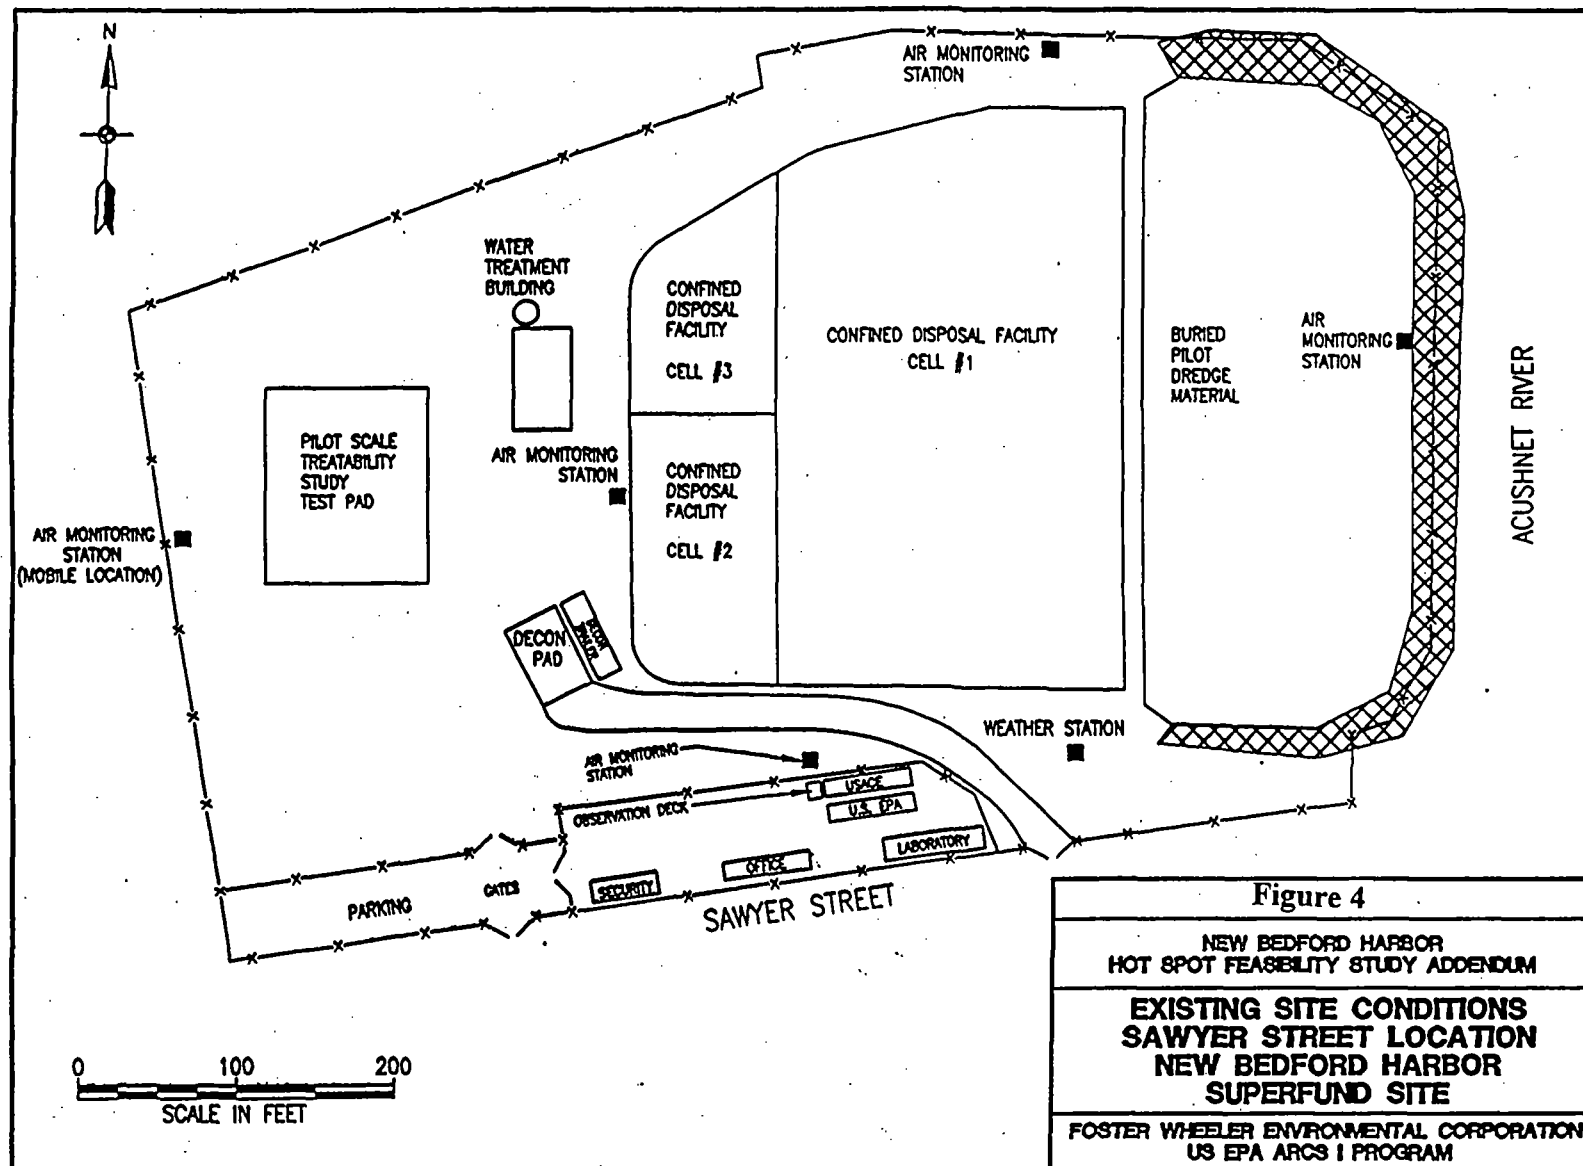 N
AIR MONITORING
STATION
WATER
TREATMENT
BUILDING
CONFINED
DISPOSAL
FACILITY
CELL #3
CONFINED DISPOSAL FACILITY
CELL #1
BURIED
PILOT
DREDGE
MATERIAL
AIR
MONITORING
STATION
ACUSHNET RIVER
PILOT SCALE
TREATABILITY
STUDY
TEST PAD
AIR MONITORING
STATION
CONFINED
DISPOSAL
FACILITY
CELL #2
AIR MONITORING
STATION
(MOBILE LOCATION)
DECON
PAD
DECON
TRAILER
WEATHER STATION
AIR MONITORING
STATION
OBSERVATION DECK
USACE
U.S. EPA
LABORATORY
OFFICE
SECURITY
GATES
PARKING
SAWYER STREET
0 100 200
SCALE IN FEET
Figure 4
NEW BEDFORD HARBOR
HOT SPOT FEASIBILITY STUDY ADDENDUM
EXISTING SITE CONDITIONS
SAWYER STREET LOCATION
NEW BEDFORD HARBOR
SUPERFUND SITE
FOSTER WHEELER ENVIRONMENTAL CORPORATION
US EPA ARCS I PROGRAM